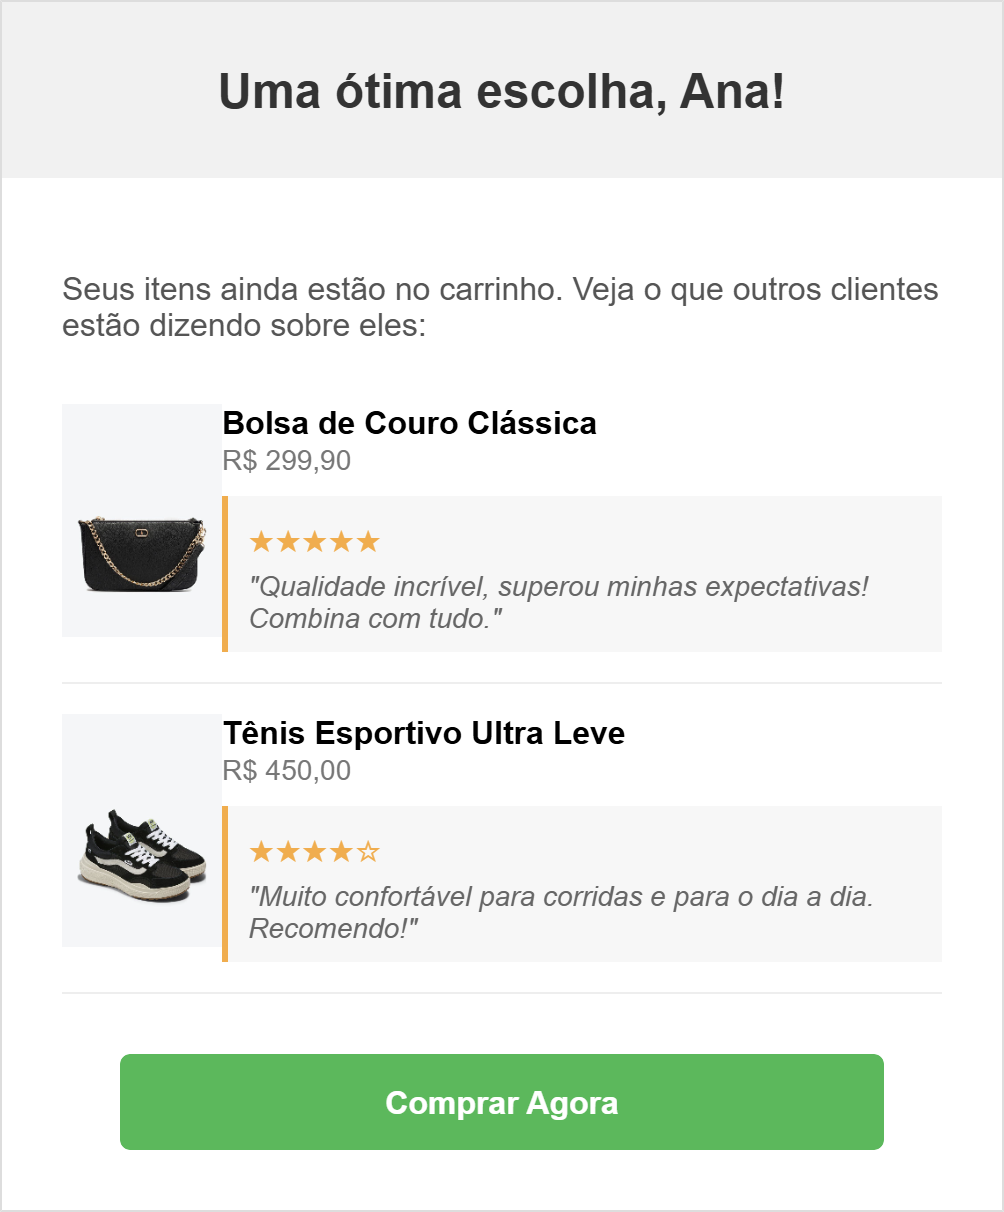 Uma ótima escolha, Ana!
Seus itens ainda estão no carrinho. Veja o que outros clientes
estão dizendo sobre eles:
Bolsa de Couro Clássica
R$ 299,90
★★★★★
"Qualidade incrível, superou minhas expectativas!
Combina com tudo."
Tênis Esportivo Ultra Leve
R$ 450,00
★★★★☆
"Muito confortável para corridas e para o dia a dia.
Recomendo!"
Comprar Agora